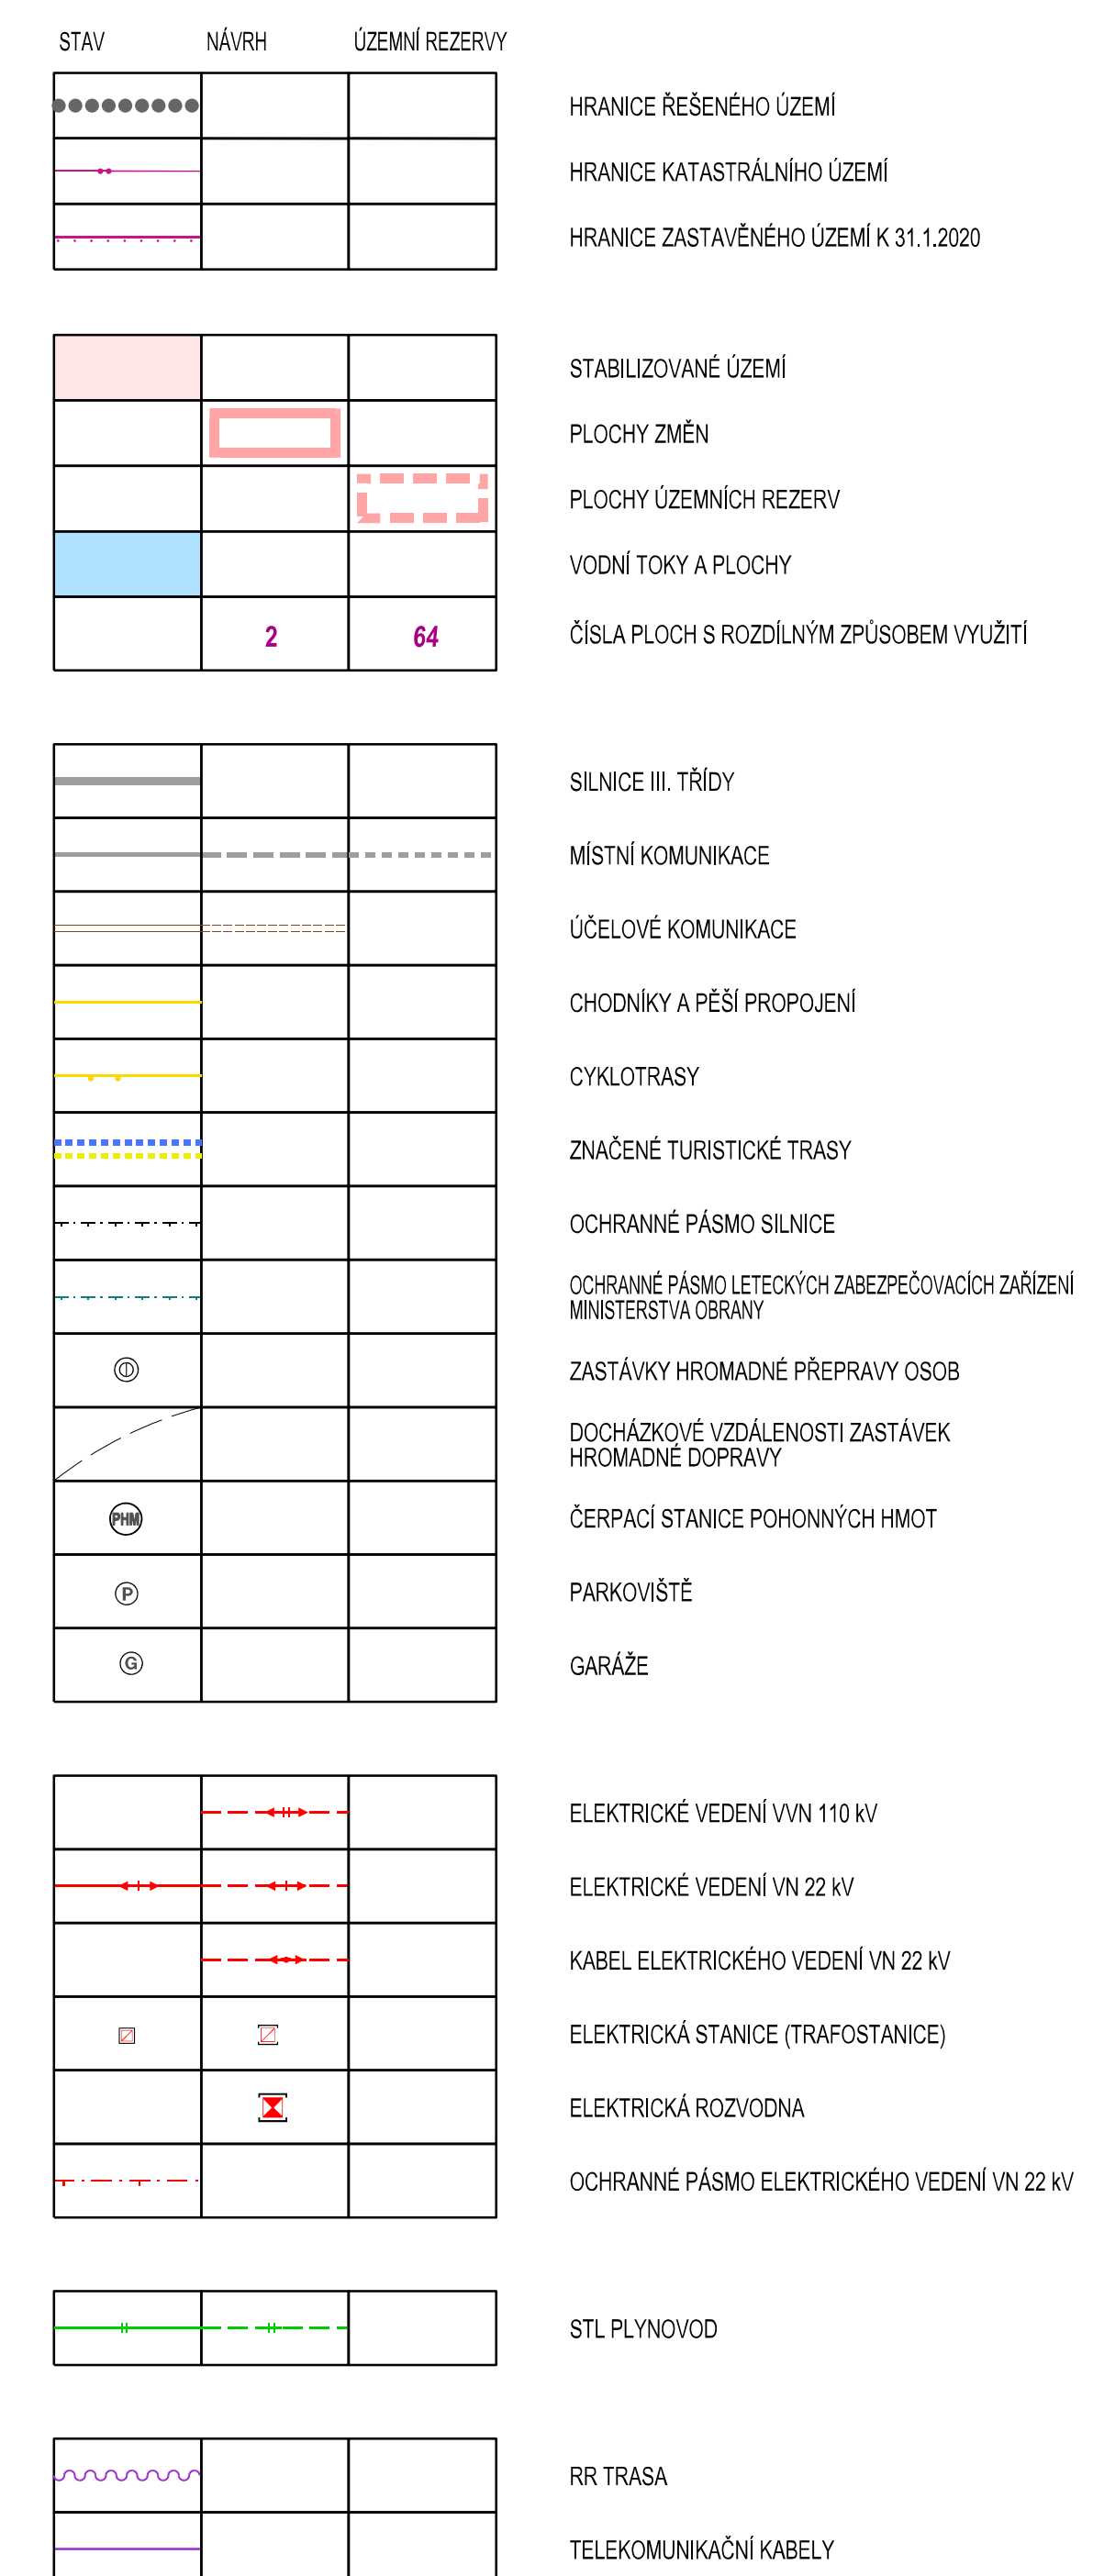 STAV NÁVRH ÚZEMNÍ REZERVY
HRANICE ŘEŠENÉHO ÚZEMÍ
HRANICE KATASTRÁLNÍHO ÚZEMÍ
HRANICE ZASTAVĚNÉHO ÚZEMÍ K 31.1.2020
STABILIZOVANÉ ÚZEMÍ
PLOCHY ZMĚN
PLOCHY ÚZEMNÍCH REZERV
VODNÍ TOKY A PLOCHY
2 64 ČÍSLA PLOCH S ROZDÍLNÝM ZPŮSOBEM VYUŽITÍ
SILNICE III. TŘÍDY
MÍSTNÍ KOMUNIKACE
ÚČELOVÉ KOMUNIKACE
CHODNÍKY A PĚŠÍ PROPOJENÍ
CYKLOTRASY
ZNAČENÉ TURISTICKÉ TRASY
OCHRANNÉ PÁSMO SILNICE
OCHRANNÉ PÁSMO LETECKÝCH ZABEZPEČOVACÍCH ZAŘÍZENÍ
MINISTERSTVA OBRANY
ZASTÁVKY HROMADNÉ PŘEPRAVY OSOB
DOCHÁZKOVÉ VZDÁLENOSTI ZASTÁVEK
HROMADNÉ DOPRAVY
PHM ČERPACÍ STANICE POHONNÝCH HMOT
P PARKOVIŠTĚ
G GARÁŽE
ELEKTRICKÉ VEDENÍ VVN 110 kV
ELEKTRICKÉ VEDENÍ VN 22 kV
KABEL ELEKTRICKÉHO VEDENÍ VN 22 kV
ELEKTRICKÁ STANICE (TRAFOSTANICE)
ELEKTRICKÁ ROZVODNA
OCHRANNÉ PÁSMO ELEKTRICKÉHO VEDENÍ VN 22 kV
STL PLYNOVOD
RR TRASA
TELEKOMUNIKAČNÍ KABELY